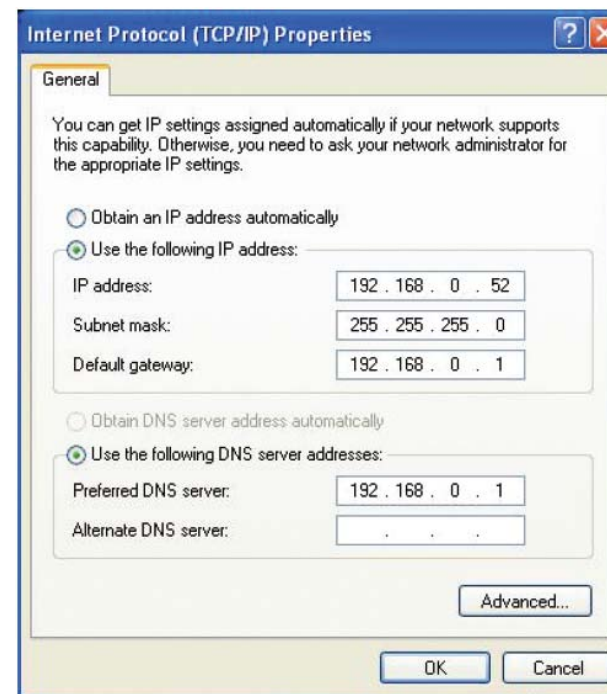 Internet Protocol (TCP/IP) Properties
General
You can get IP settings assigned automatically if your network supports
this capability. Otherwise, you need to ask your network administrator for
the appropriate IP settings.
Obtain an IP address automatically
Use the following IP address:
IP address: 192 . 168 . 0 . 52
Subnet mask: 255 . 255 . 255 . 0
Default gateway: 192 . 168 . 0 . 1
Obtain DNS server address automatically
Use the following DNS server addresses:
Preferred DNS server: 192 . 168 . 0 . 1
Alternate DNS server: . . .
Advanced...
OK Cancel